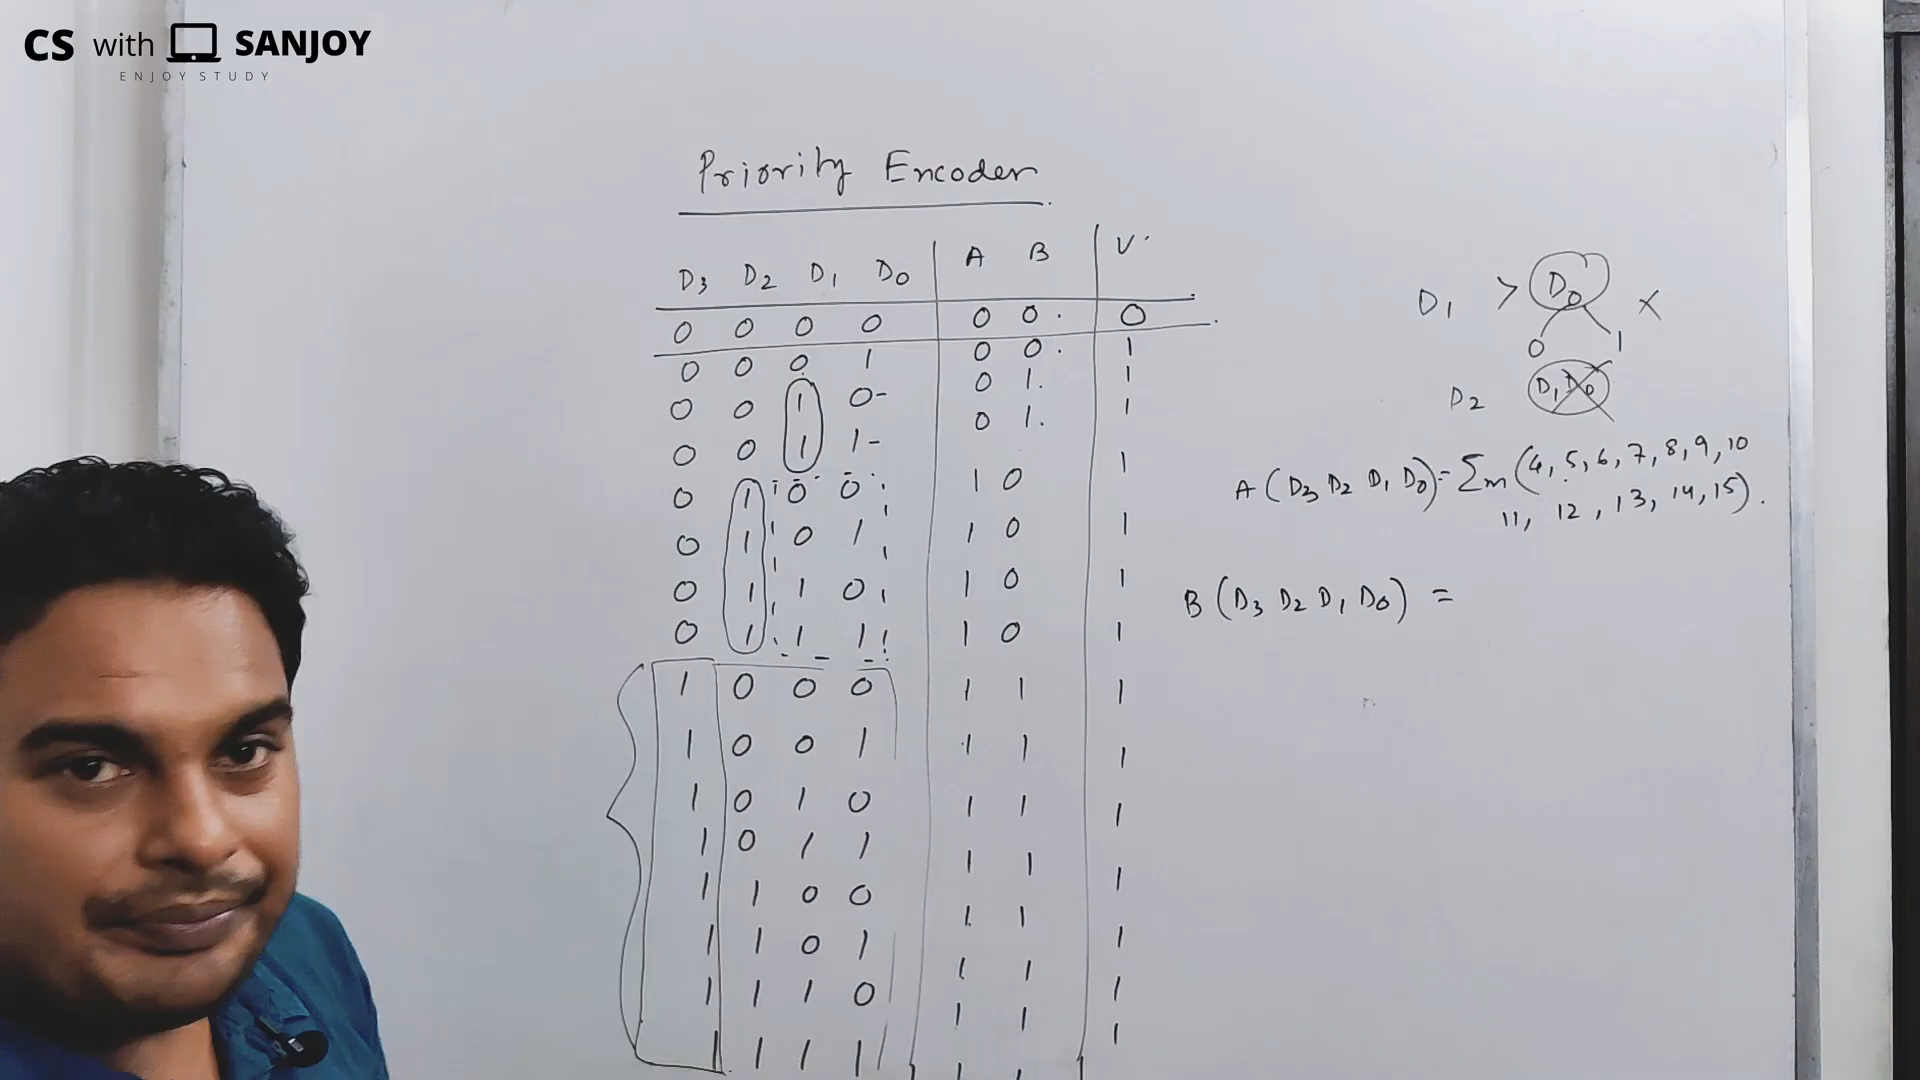 CS with SANJOY
ENJOY STUDY
Priority Encoder
D3 D2 D1 D0 A B V
0 0 0 0 0 0 0
0 0 0 1 0 0 1
0 0 1 0 0 1 1
0 0 1 1 0 1 1
0 1 0 0 1 0 1
0 1 0 1 1 0 1
0 1 1 0 1 0 1
0 1 1 1 1 0 1
1 0 0 0 1 1 1
1 0 0 1 1 1 1
1 0 1 0 1 1 1
1 0 1 1 1 1 1
1 1 0 0 1 1 1
1 1 0 1 1 1 1
1 1 1 0 1 1 1
1 1 1 1 1 1
D1 > D0 X
0 1
D2 D1 D0
A (D3 D2 D1 D0) = Σm (4, 5, 6, 7, 8, 9, 10
11, 12, 13, 14, 15).
B (D3 D2 D1 D0) =